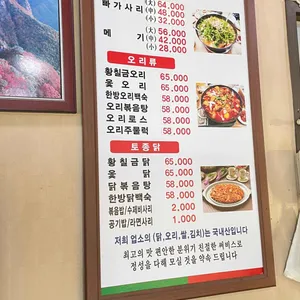 빠가사리 (大) 64.000
(中) 48.000
(小) 32.000
메기 (大) 56.000
(中) 42.000
(小) 28.000
오리류
황칠금오리 65,000
옻오리 65,000
한방오리백숙 58,000
오리볶음탕 58,000
오리로스 58,000
오리주물럭 58,000
토종닭
황칠금닭 65,000
옻닭 65,000
닭볶음탕 58,000
한방닭백숙 58,000
볶음밥/수제비사리 2,000
공기밥/라면사리 1,000
저희 업소의 (닭,오리,쌀,김치)는 국내산입니다
최고의 맛 편안한 분위기 친절한 써비스로
정성을 다해 모실 것을 약속 드립니다